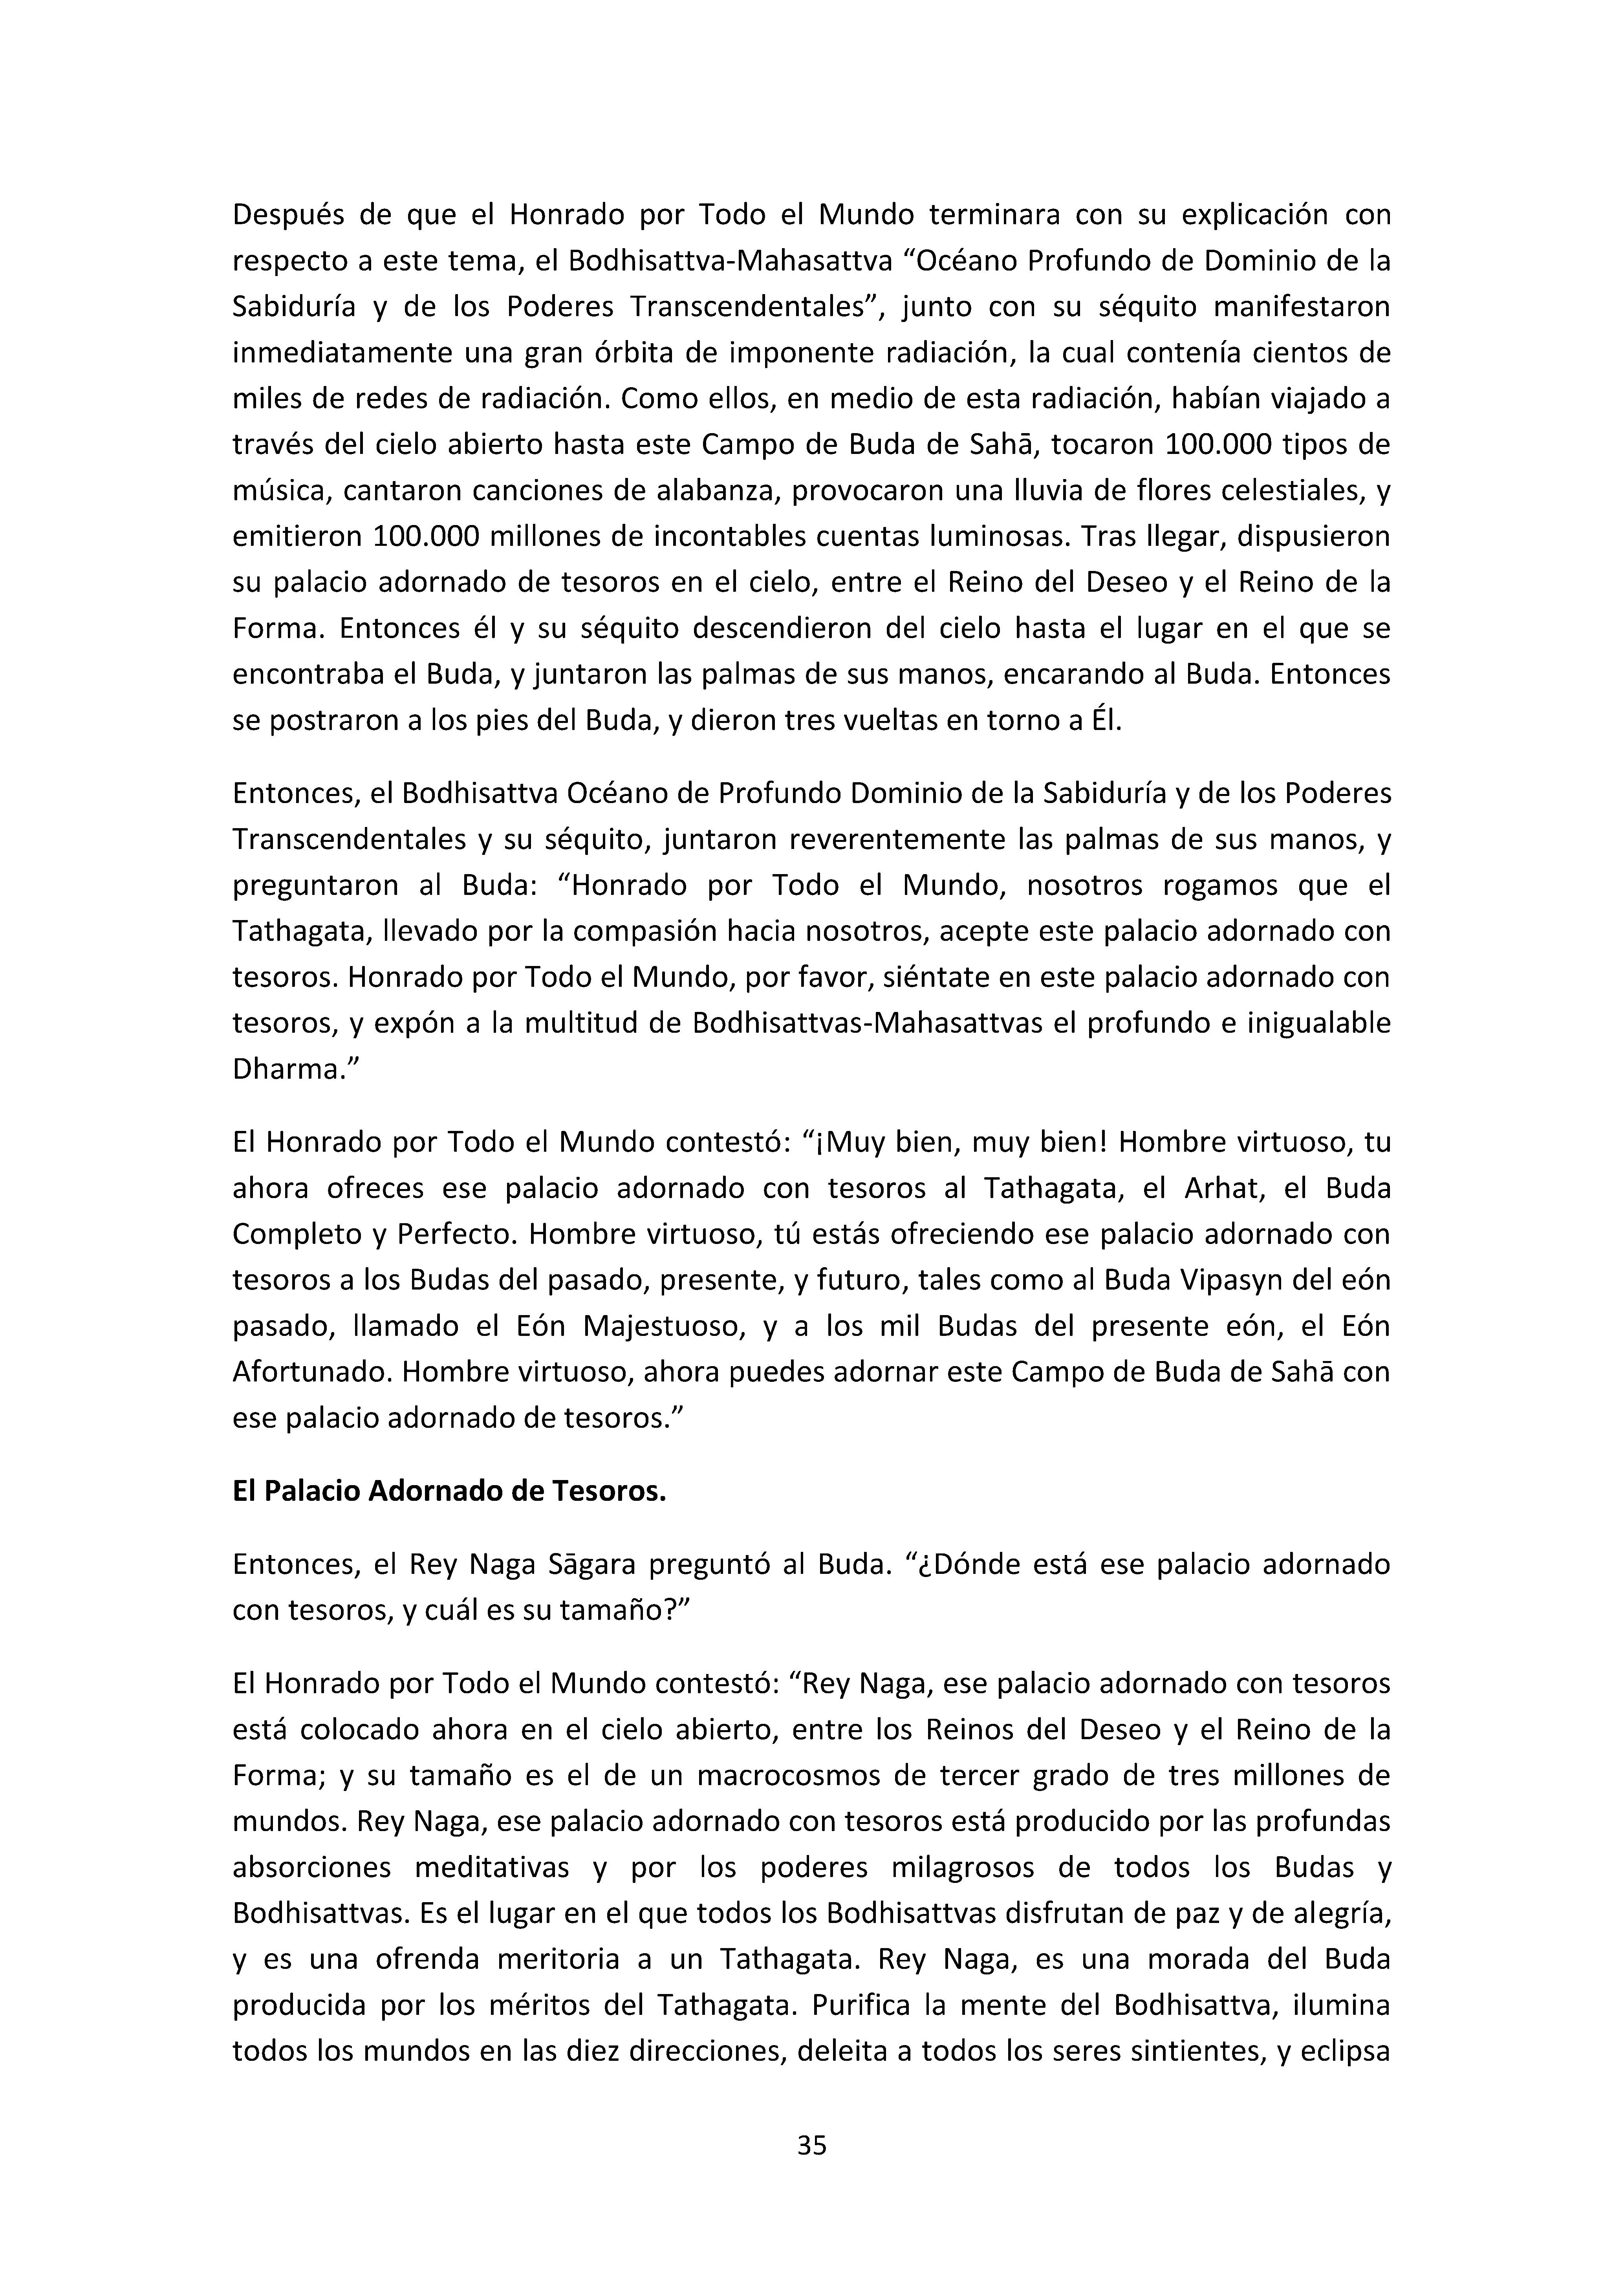 Después de que el Honrado por Todo el Mundo terminara con su explicación con
respecto a este tema, el Bodhisattva-Mahasattva “Océano Profundo de Dominio de la
Sabiduría y de los Poderes Transcendentales”, junto con su séquito manifestaron
inmediatamente una gran órbita de imponente radiación, la cual contenía cientos de
miles de redes de radiación. Como ellos, en medio de esta radiación, habían viajado a
través del cielo abierto hasta este Campo de Buda de Sahā, tocaron 100.000 tipos de
música, cantaron canciones de alabanza, provocaron una lluvia de flores celestiales, y
emitieron 100.000 millones de incontables cuentas luminosas. Tras llegar, dispusieron
su palacio adornado de tesoros en el cielo, entre el Reino del Deseo y el Reino de la
Forma. Entonces él y su séquito descendieron del cielo hasta el lugar en el que se
encontraba el Buda, y juntaron las palmas de sus manos, encarando al Buda. Entonces
se postraron a los pies del Buda, y dieron tres vueltas en torno a Él.
Entonces, el Bodhisattva Océano de Profundo Dominio de la Sabiduría y de los Poderes
Transcendentales y su séquito, juntaron reverentemente las palmas de sus manos, y
preguntaron al Buda: “Honrado por Todo el Mundo, nosotros rogamos que el
Tathagata, llevado por la compasión hacia nosotros, acepte este palacio adornado con
tesoros. Honrado por Todo el Mundo, por favor, siéntate en este palacio adornado con
tesoros, y expón a la multitud de Bodhisattvas-Mahasattvas el profundo e inigualable
Dharma.”
El Honrado por Todo el Mundo contestó: “¡Muy bien, muy bien! Hombre virtuoso, tu
ahora ofreces ese palacio adornado con tesoros al Tathagata, el Arhat, el Buda
Completo y Perfecto. Hombre virtuoso, tú estás ofreciendo ese palacio adornado con
tesoros a los Budas del pasado, presente, y futuro, tales como al Buda Vipasyn del eón
pasado, llamado el Eón Majestuoso, y a los mil Budas del presente eón, el Eón
Afortunado. Hombre virtuoso, ahora puedes adornar este Campo de Buda de Sahā con
ese palacio adornado de tesoros.”
El Palacio Adornado de Tesoros.
Entonces, el Rey Naga Sāgara preguntó al Buda. “¿Dónde está ese palacio adornado
con tesoros, y cuál es su tamaño?”
El Honrado por Todo el Mundo contestó: “Rey Naga, ese palacio adornado con tesoros
está colocado ahora en el cielo abierto, entre los Reinos del Deseo y el Reino de la
Forma; y su tamaño es el de un macrocosmos de tercer grado de tres millones de
mundos. Rey Naga, ese palacio adornado con tesoros está producido por las profundas
absorciones meditativas y por los poderes milagrosos de todos los Budas y
Bodhisattvas. Es el lugar en el que todos los Bodhisattvas disfrutan de paz y de alegría,
y es una ofrenda meritoria a un Tathagata. Rey Naga, es una morada del Buda
producida por los méritos del Tathagata. Purifica la mente del Bodhisattva, ilumina
todos los mundos en las diez direcciones, deleita a todos los seres sintientes, y eclipsa
35